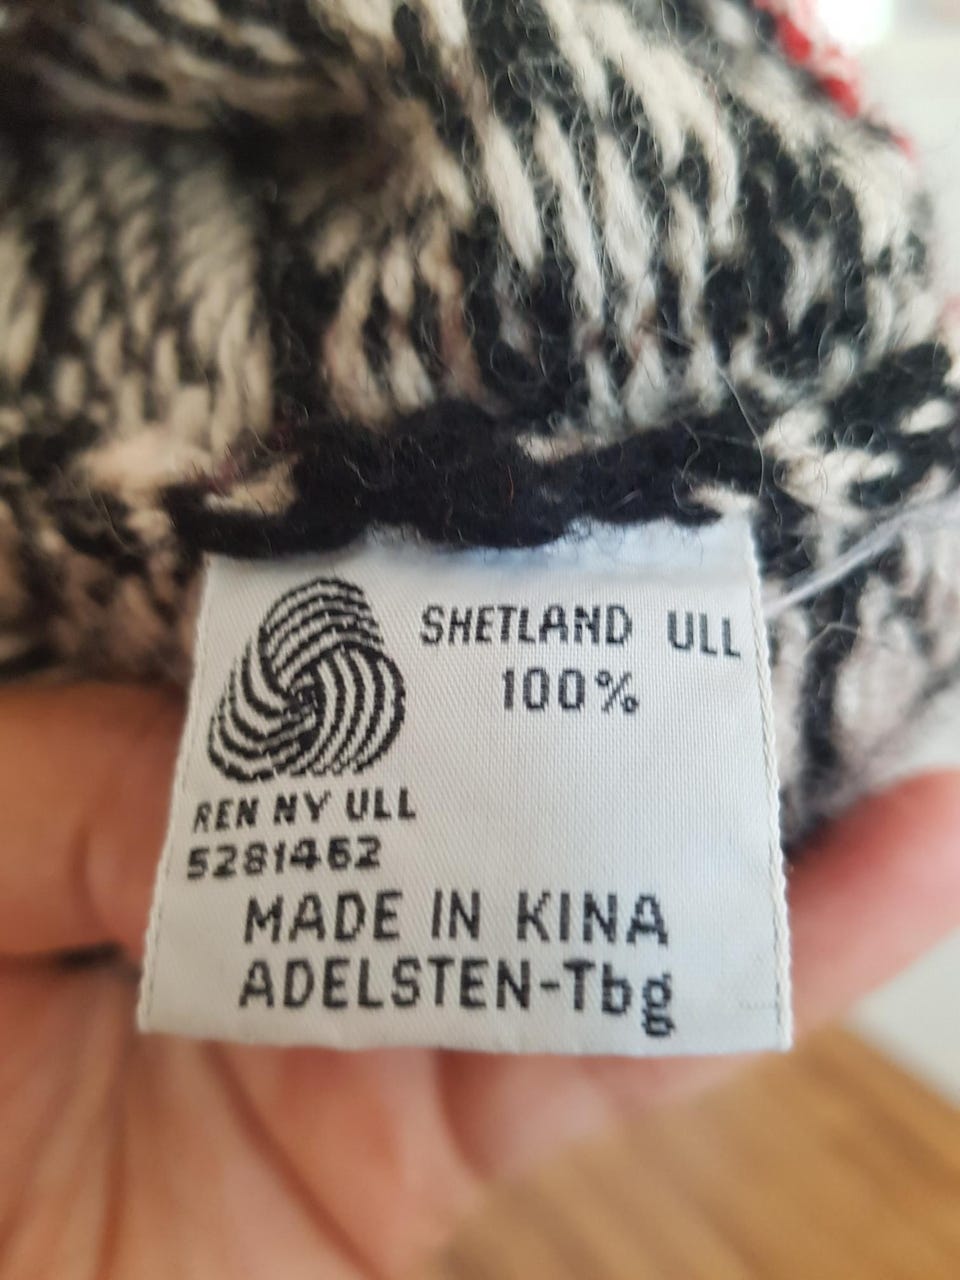 SHETLAND ULL
100%
REN NY ULL
5281462
MADE IN KINA
ADELSTEN-Tbg